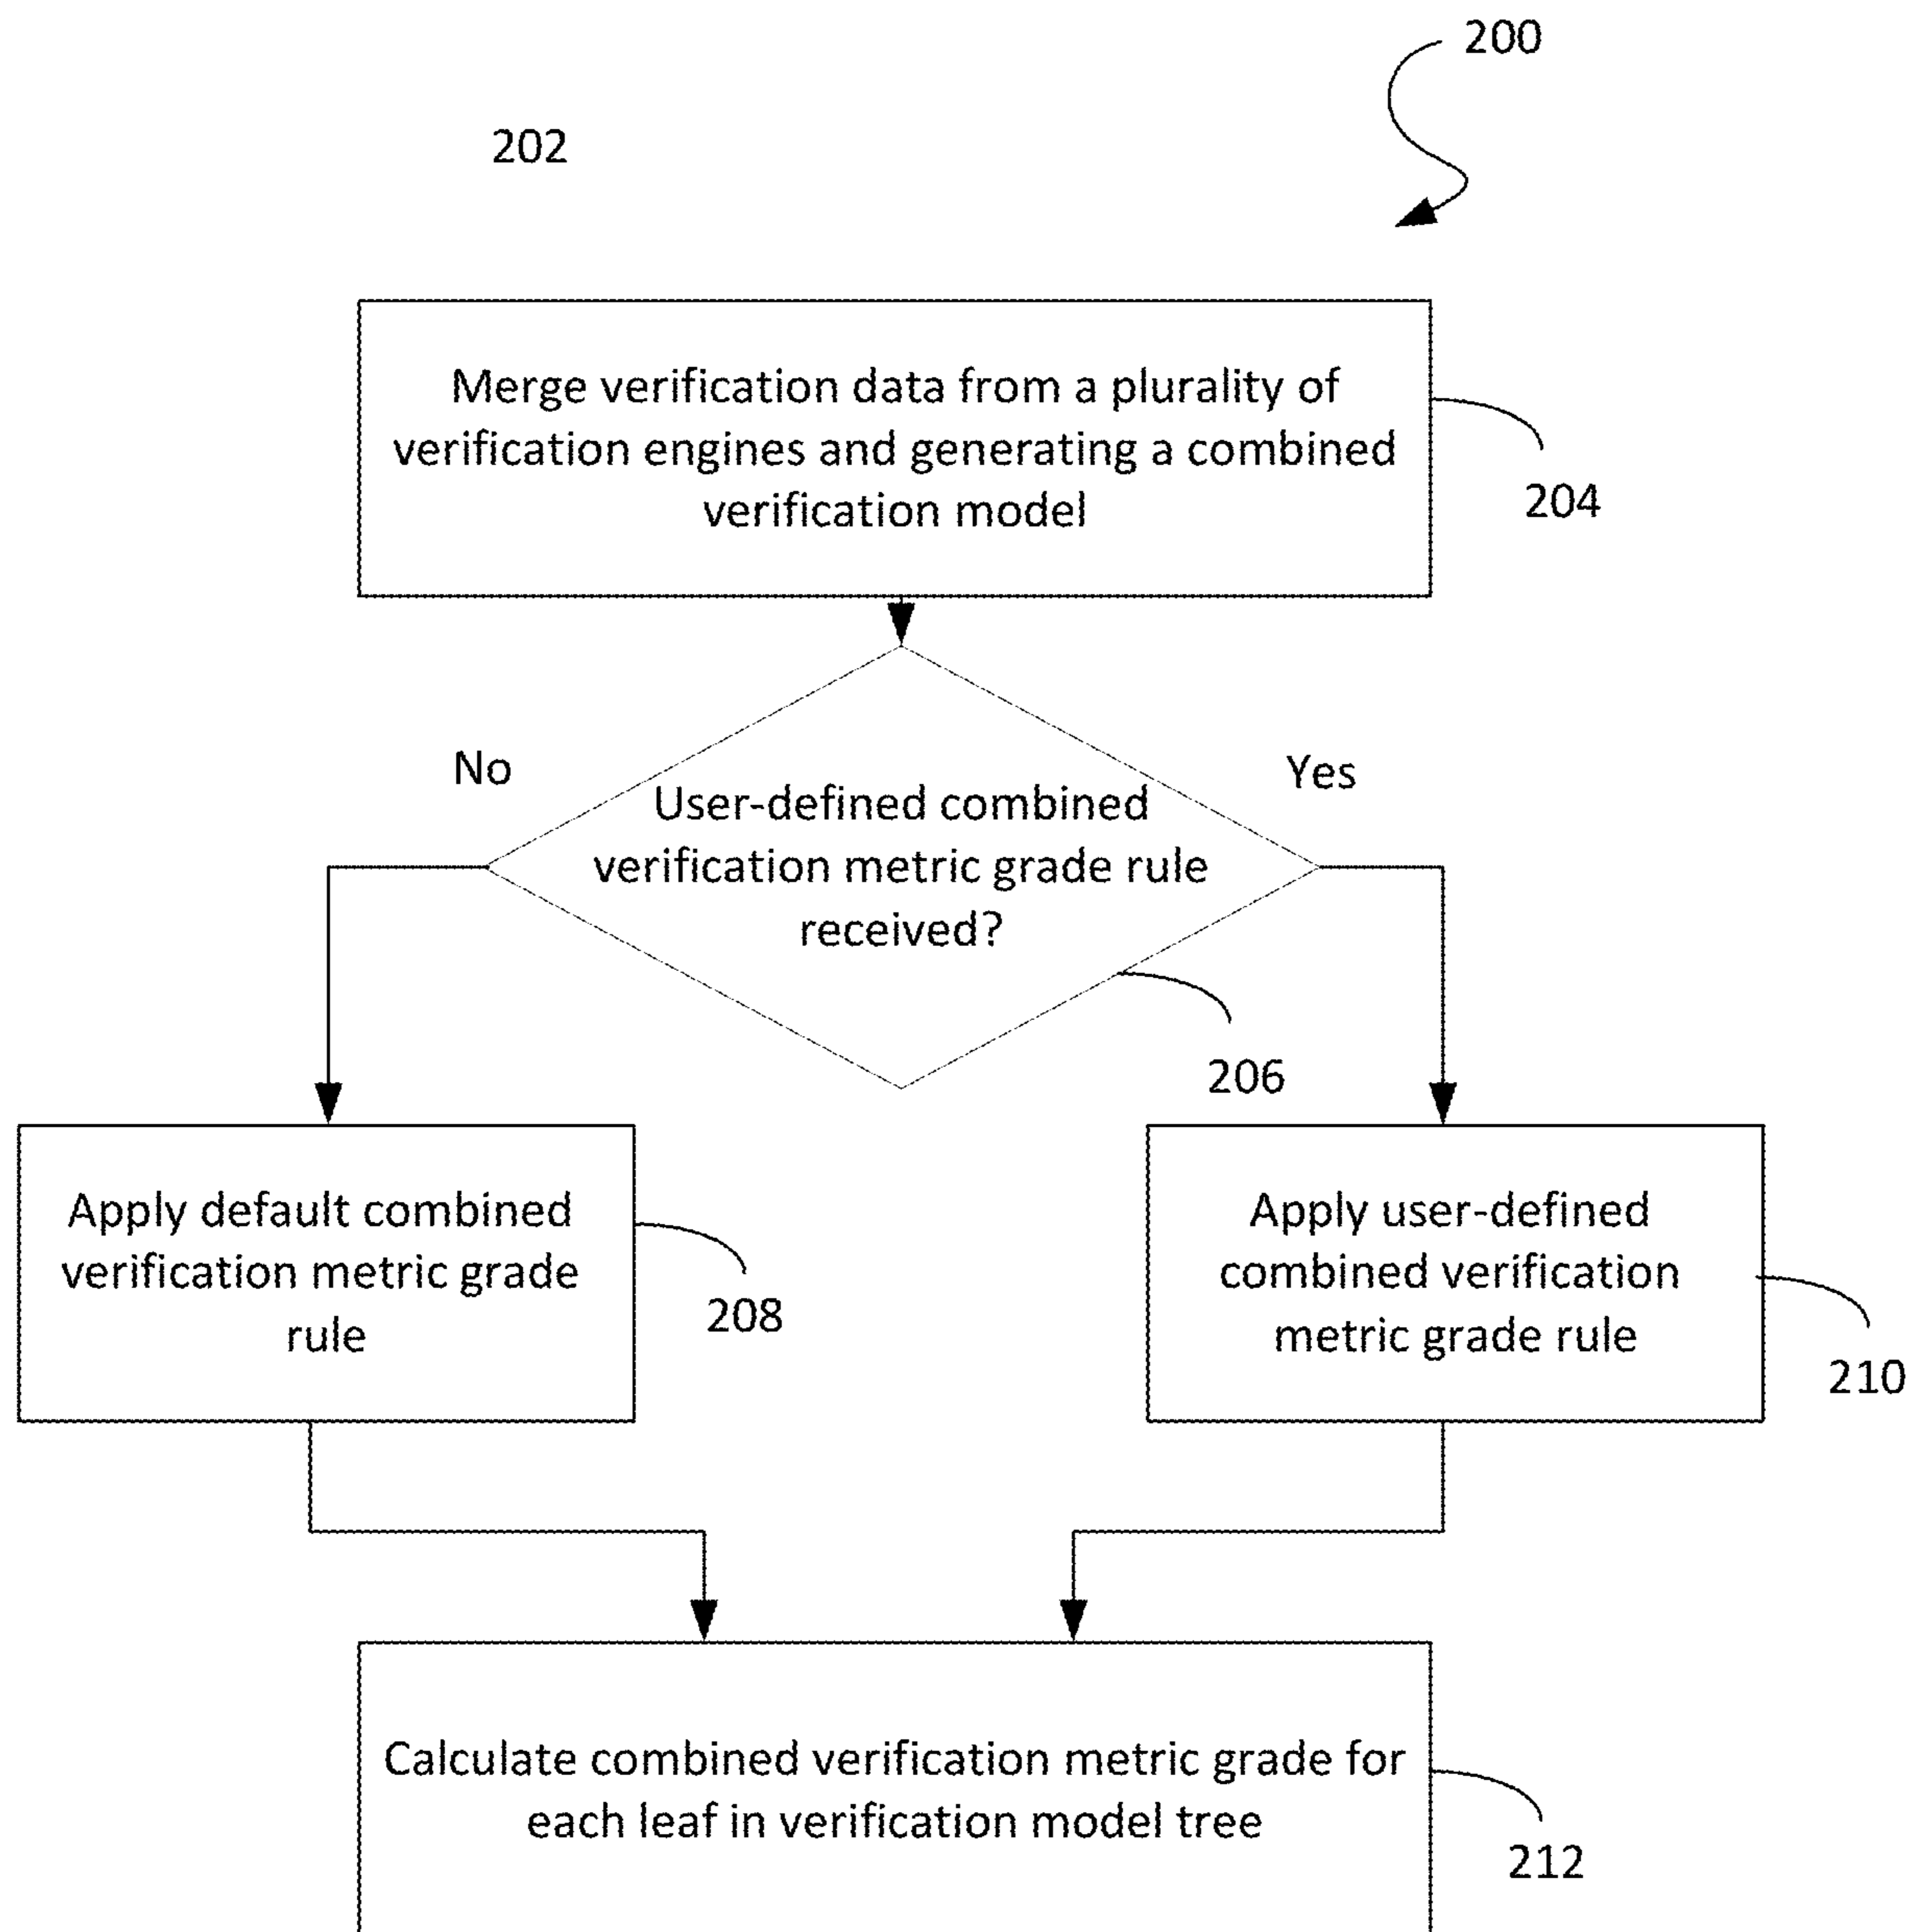 200
202
Merge verification data from a plurality of
verification engines and generating a combined
verification model
204
No
Yes
User-defined combined
verification metric grade rule
received?
206
Apply default combined
verification metric grade
rule
208
Apply user-defined
combined verification
metric grade rule
210
Calculate combined verification metric grade for
each leaf in verification model tree
212